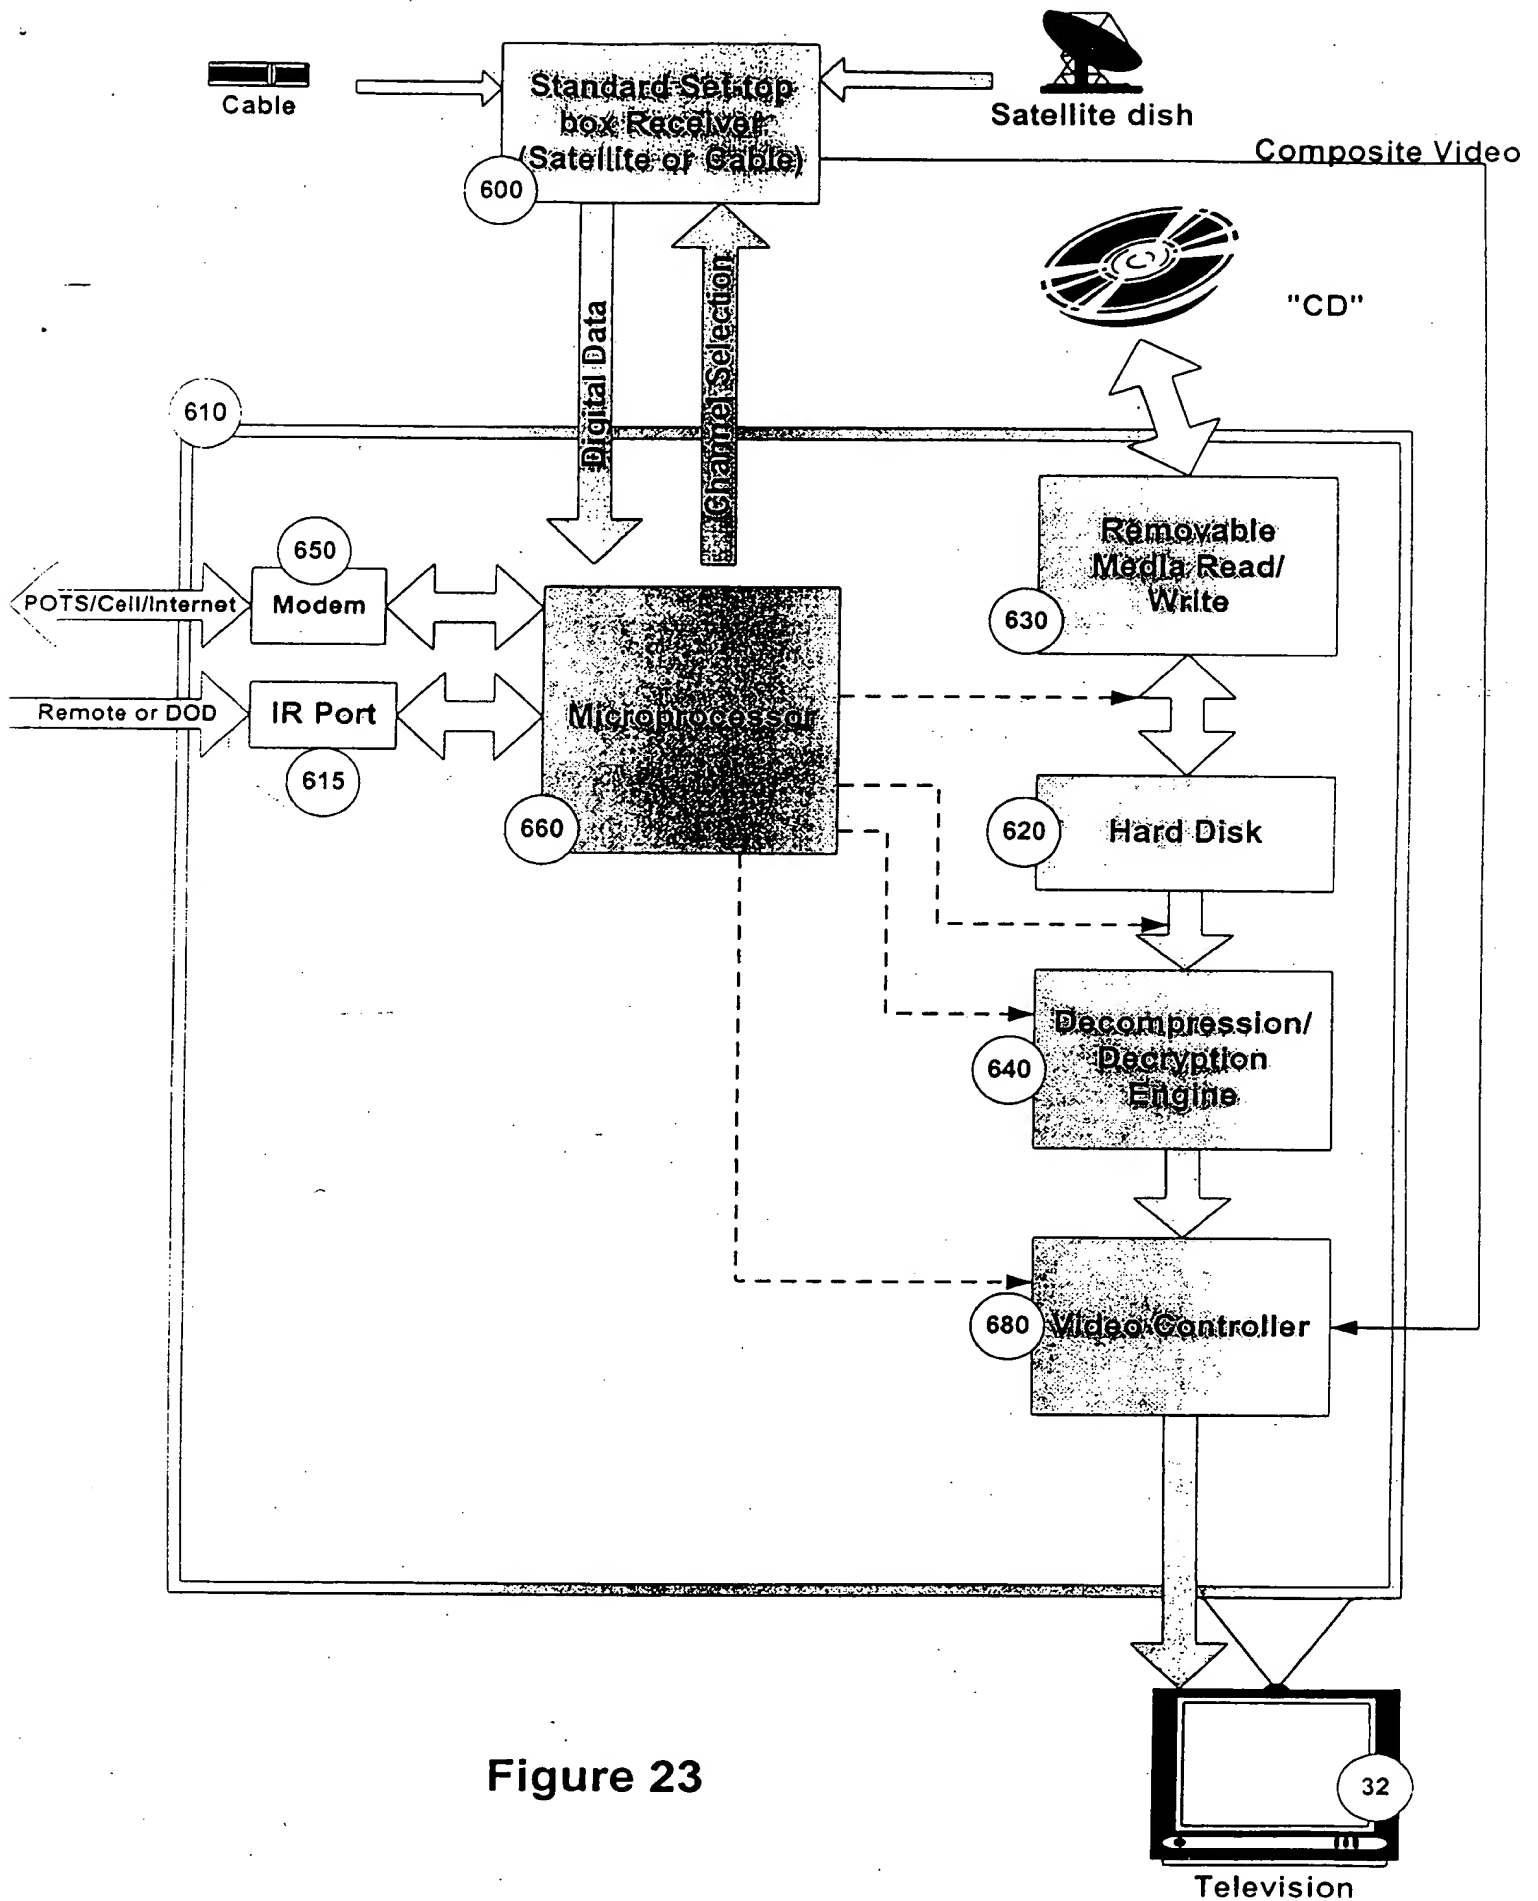 Cable
Standard Set-top
box Receiver
(Satellite or Cable)
600
Satellite dish
Composite Video
"CD"
Digital Data
Channel Selection
610
650
POTS/Cell/Internet
Modem
Remote or DOD
IR Port
615
Microprocessor
660
Removable
Media Read/
Write
630
620
Hard Disk
Decompression/
Decryption
Engine
640
680
Video Controller
Figure 23
32
Television